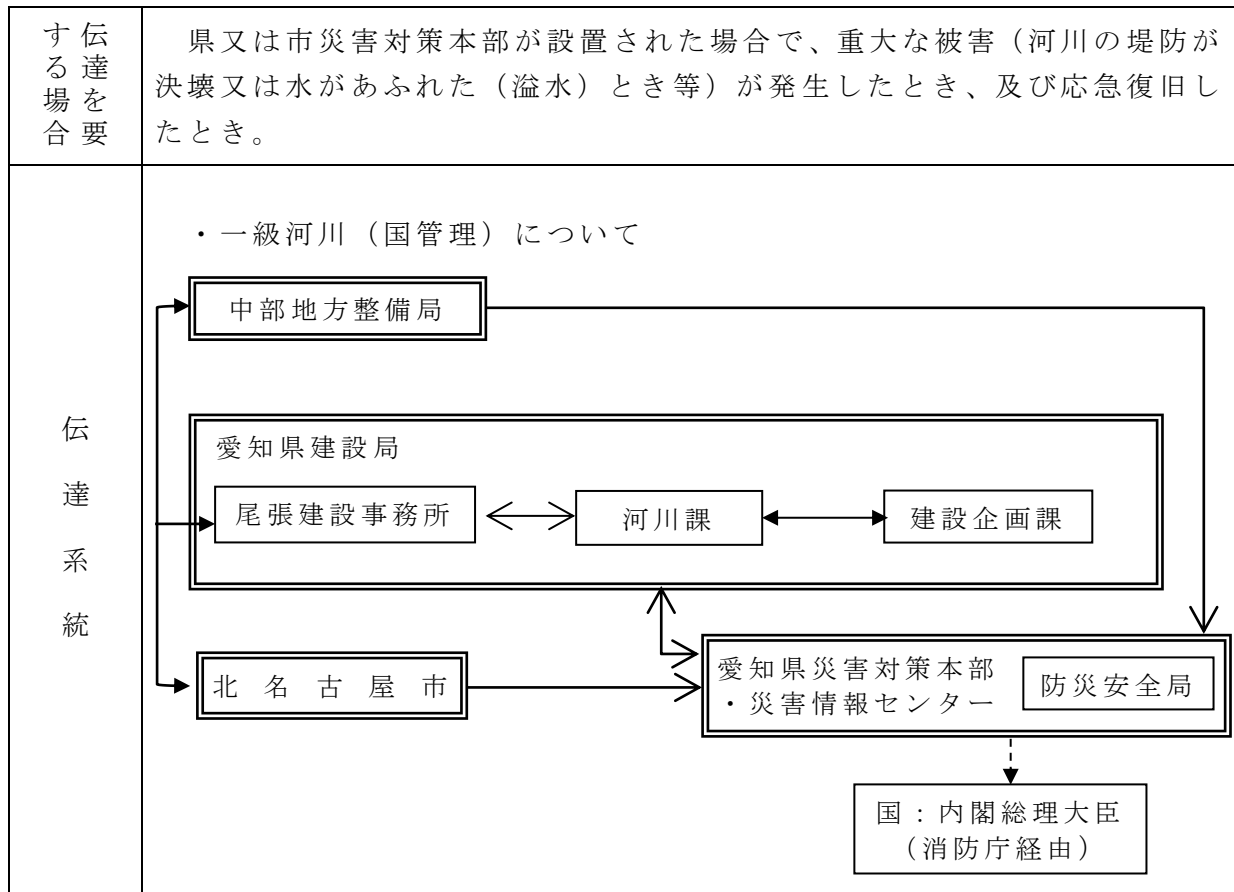 伝達を要
する場合
県又は市災害対策本部が設置された場合で、重大な被害（河川の堤防が
決壊又は水があふれた（溢水）とき等）が発生したとき、及び応急復旧し
たとき。
伝達系統
・一級河川（国管理）について
中部地方整備局
愛知県建設局
尾張建設事務所
河川課
建設企画課
北名古屋市
愛知県災害対策本部
・災害情報センター
防災安全局
国：内閣総理大臣
（消防庁経由）